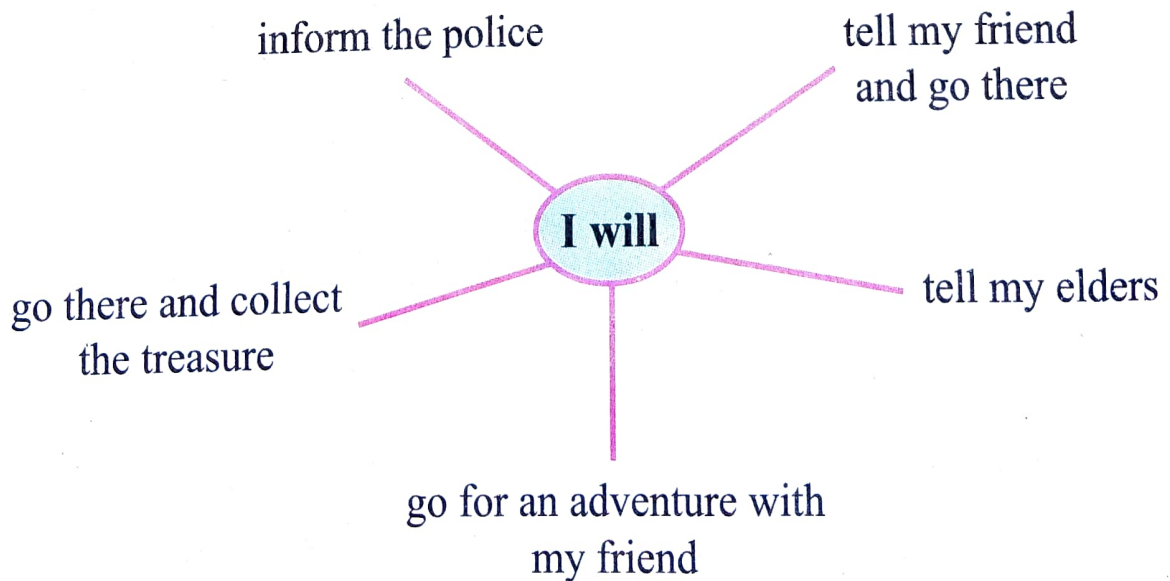 inform the police
tell my friend
and go there
I will
go there and collect
the treasure
tell my elders
go for an adventure with
my friend